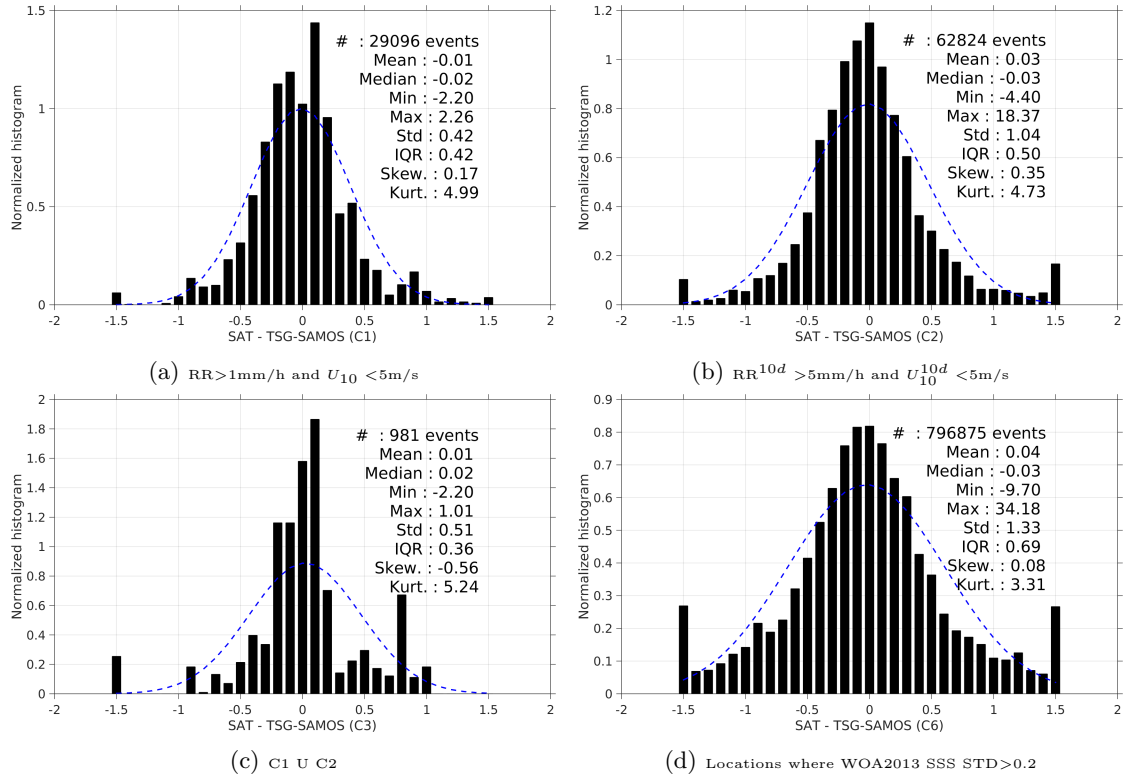 1.5
1
0.5
0
-2
-1.5
-1
-0.5
0
0.5
1
1.5
2
Normalized histogram
SAT - TSG-SAMOS (C1)
# : 29096 events
Mean : -0.01
Median : -0.02
Min : -2.20
Max : 2.26
Std : 0.42
IQR : 0.42
Skew. : 0.17
Kurt. : 4.99
(a) RR>1mm/h and U₁₀ <5m/s
1.2
1
0.8
0.6
0.4
0.2
0
-2
-1.5
-1
-0.5
0
0.5
1
1.5
2
Normalized histogram
SAT - TSG-SAMOS (C2)
# : 62824 events
Mean : 0.03
Median : -0.03
Min : -4.40
Max : 18.37
Std : 1.04
IQR : 0.50
Skew. : 0.35
Kurt. : 4.73
(b) RR^10d >5mm/h and U_10^10d <5m/s
2
1.8
1.6
1.4
1.2
1
0.8
0.6
0.4
0.2
0
-2
-1.5
-1
-0.5
0
0.5
1
1.5
2
Normalized histogram
SAT - TSG-SAMOS (C3)
# : 981 events
Mean : 0.01
Median : 0.02
Min : -2.20
Max : 1.01
Std : 0.51
IQR : 0.36
Skew. : -0.56
Kurt. : 5.24
(c) C1 U C2
0.9
0.8
0.7
0.6
0.5
0.4
0.3
0.2
0.1
0
-2
-1.5
-1
-0.5
0
0.5
1
1.5
2
Normalized histogram
SAT - TSG-SAMOS (C6)
# : 796875 events
Mean : 0.04
Median : -0.03
Min : -9.70
Max : 34.18
Std : 1.33
IQR : 0.69
Skew. : 0.08
Kurt. : 3.31
(d) Locations where WOA2013 SSS STD>0.2